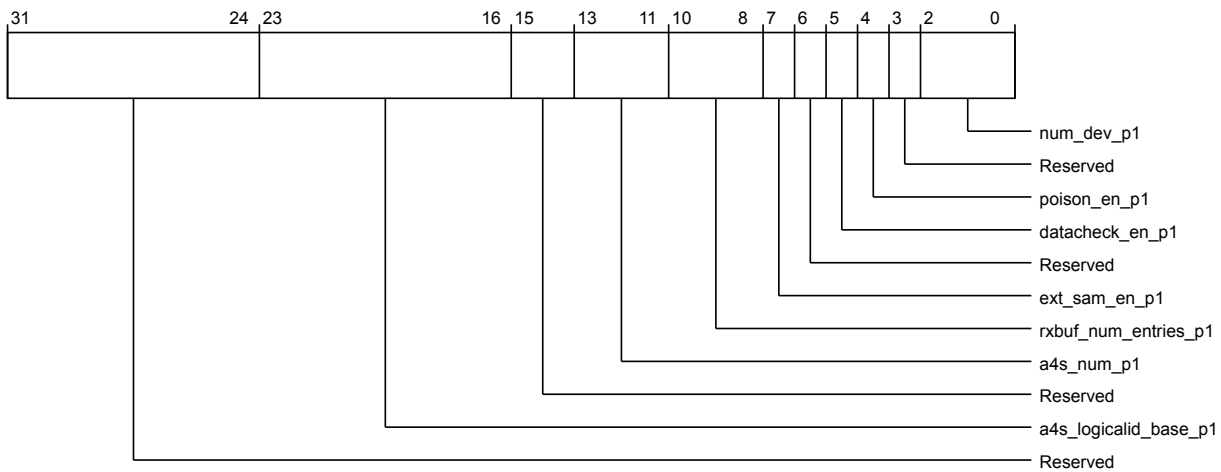 31 24 23 16 15 13 11 10 8 7 6 5 4 3 2 0
num_dev_p1
Reserved
poison_en_p1
datacheck_en_p1
Reserved
ext_sam_en_p1
rxbuf_num_entries_p1
a4s_num_p1
Reserved
a4s_logicalid_base_p1
Reserved